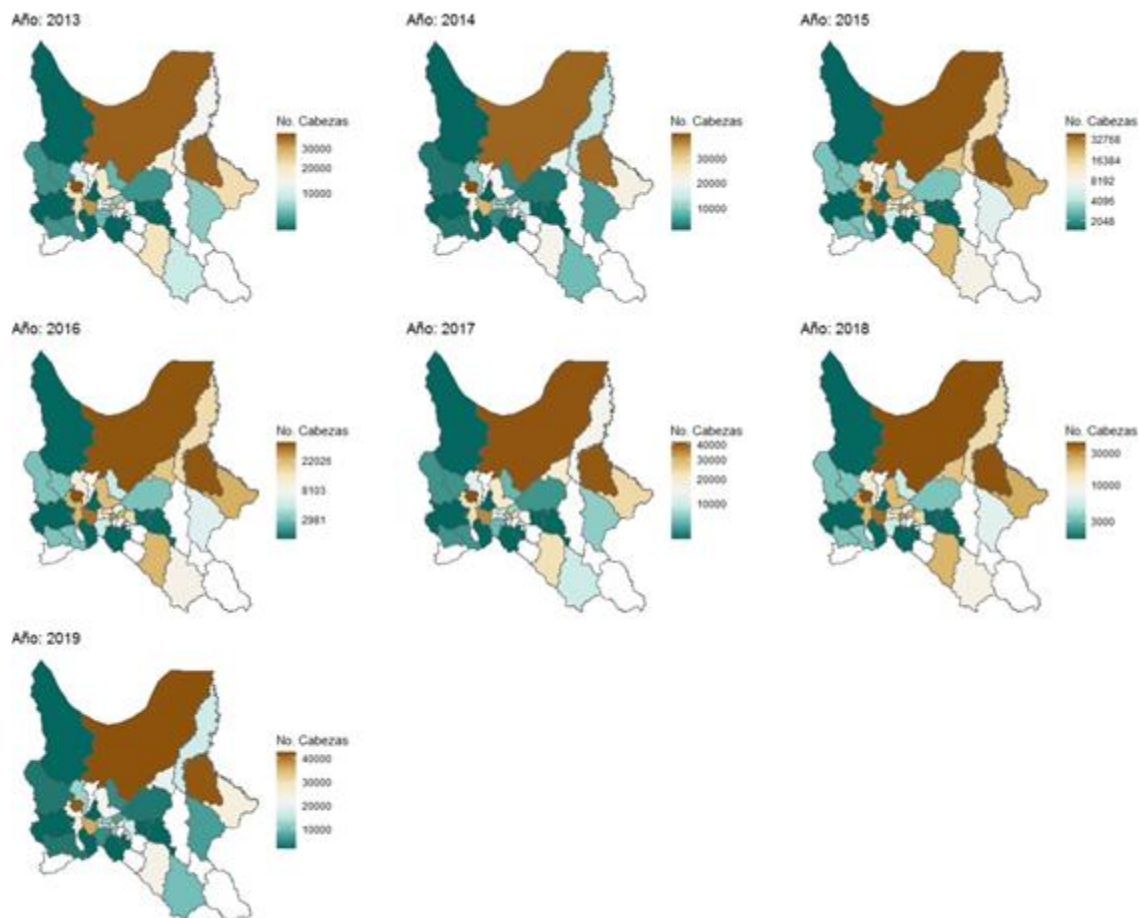 Año: 2013
No. Cabezas
30000
20000
10000
Año: 2014
No. Cabezas
30000
20000
10000
Año: 2015
No. Cabezas
32768
16384
8192
4096
2048
Año: 2016
No. Cabezas
22026
8103
2981
Año: 2017
No. Cabezas
40000
30000
20000
10000
Año: 2018
No. Cabezas
30000
10000
3000
Año: 2019
No. Cabezas
40000
30000
20000
10000